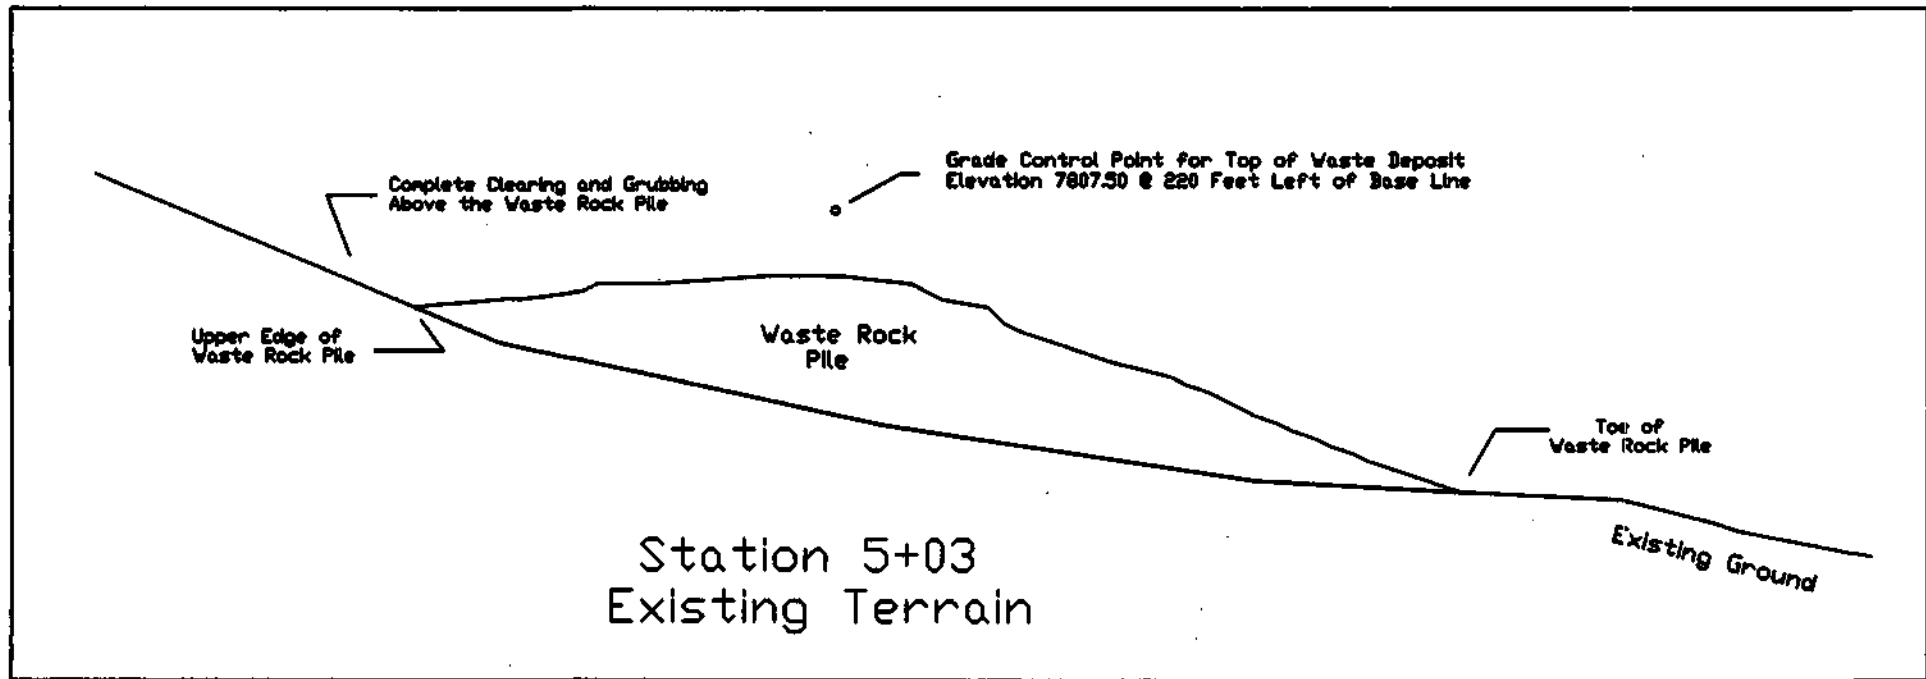 Grade Control Point for Top of Waste Deposit
Elevation 7807.50 @ 220 Feet Left of Base Line
Complete Clearing and Grubbing
Above the Waste Rock Pile
Upper Edge of
Waste Rock Pile
Waste Rock
Pile
Toe of
Waste Rock Pile
Existing Ground
Station 5+03
Existing Terrain